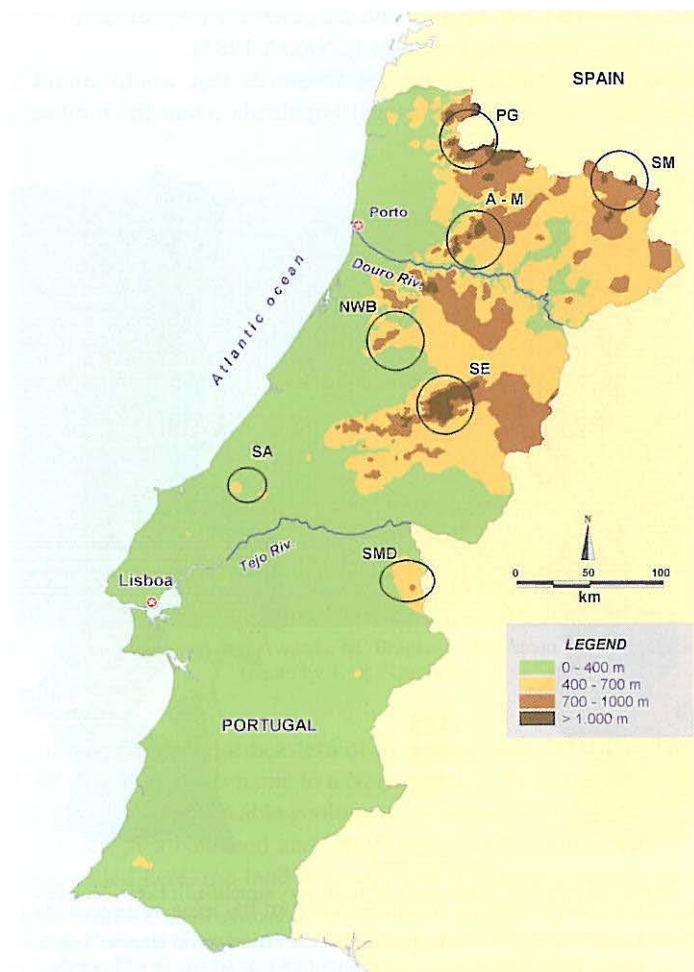 SPAIN
PG
SM
A - M
Porto
Douro Riv.
Atlantic ocean
NWB
SE
SA
N
SMD
Tejo Riv.
Lisboa
0 50 100
km
LEGEND
0 - 400 m
400 - 700 m
700 - 1000 m
> 1.000 m
PORTUGAL